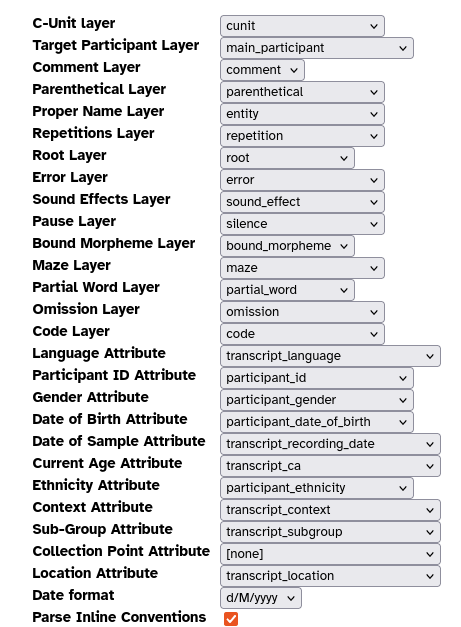 C-Unit layer cunit
Target Participant Layer main_participant
Comment Layer comment
Parenthetical Layer parenthetical
Proper Name Layer entity
Repetitions Layer repetition
Root Layer root
Error Layer error
Sound Effects Layer sound_effect
Pause Layer silence
Bound Morpheme Layer bound_morpheme
Maze Layer maze
Partial Word Layer partial_word
Omission Layer omission
Code Layer code
Language Attribute transcript_language
Participant ID Attribute participant_id
Gender Attribute participant_gender
Date of Birth Attribute participant_date_of_birth
Date of Sample Attribute transcript_recording_date
Current Age Attribute transcript_ca
Ethnicity Attribute participant_ethnicity
Context Attribute transcript_context
Sub-Group Attribute transcript_subgroup
Collection Point Attribute [none]
Location Attribute transcript_location
Date format d/M/yyyy
Parse Inline Conventions